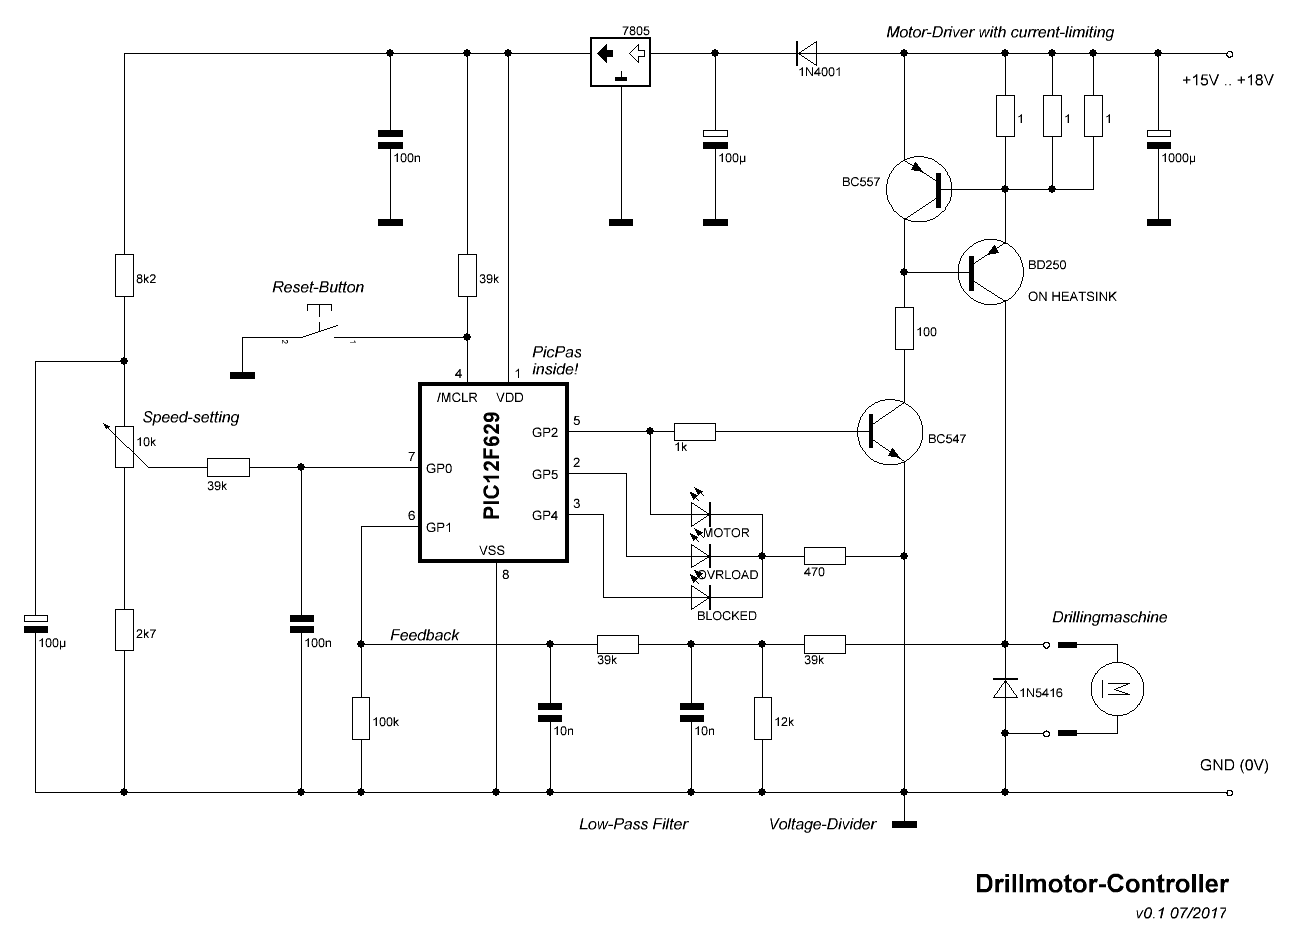 7805
Motor-Driver with current-limiting
1N4001
+15V .. +18V
100n
100µ
1
1
1
1000µ
BC557
BD250
ON HEATSINK
8k2
Reset-Button
39k
2
1
100
PicPas
inside!
4
1
/MCLR
VDD
Speed-setting
10k
39k
7
GP0
6
GP1
PIC12F629
GP2
5
GP5
2
GP4
3
VSS
8
1k
BC547
MOTOR
OVRLOAD
BLOCKED
470
100µ
2k7
100n
Feedback
39k
39k
Drillingmaschine
100k
10n
10n
12k
1N5416
M
GND (0V)
Low-Pass Filter
Voltage-Divider
Drillmotor-Controller
v0.1 07/2017